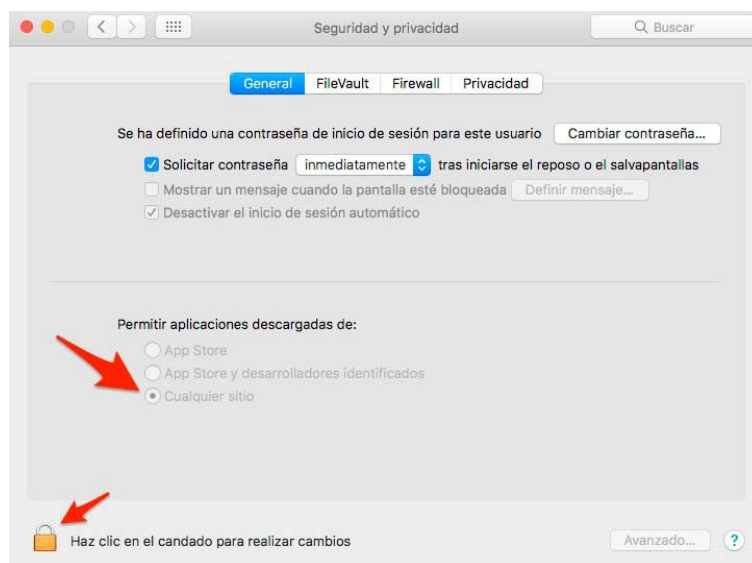 Seguridad y privacidad
Buscar
General FileVault Firewall Privacidad
Se ha definido una contraseña de inicio de sesión para este usuario Cambiar contraseña...
Solicitar contraseña inmediatamente tras iniciarse el reposo o el salvapantallas
Mostrar un mensaje cuando la pantalla esté bloqueada Definir mensaje...
Desactivar el inicio de sesión automático
Permitir aplicaciones descargadas de:
App Store
App Store y desarrolladores identificados
Cualquier sitio
Haz clic en el candado para realizar cambios
Avanzado... ?